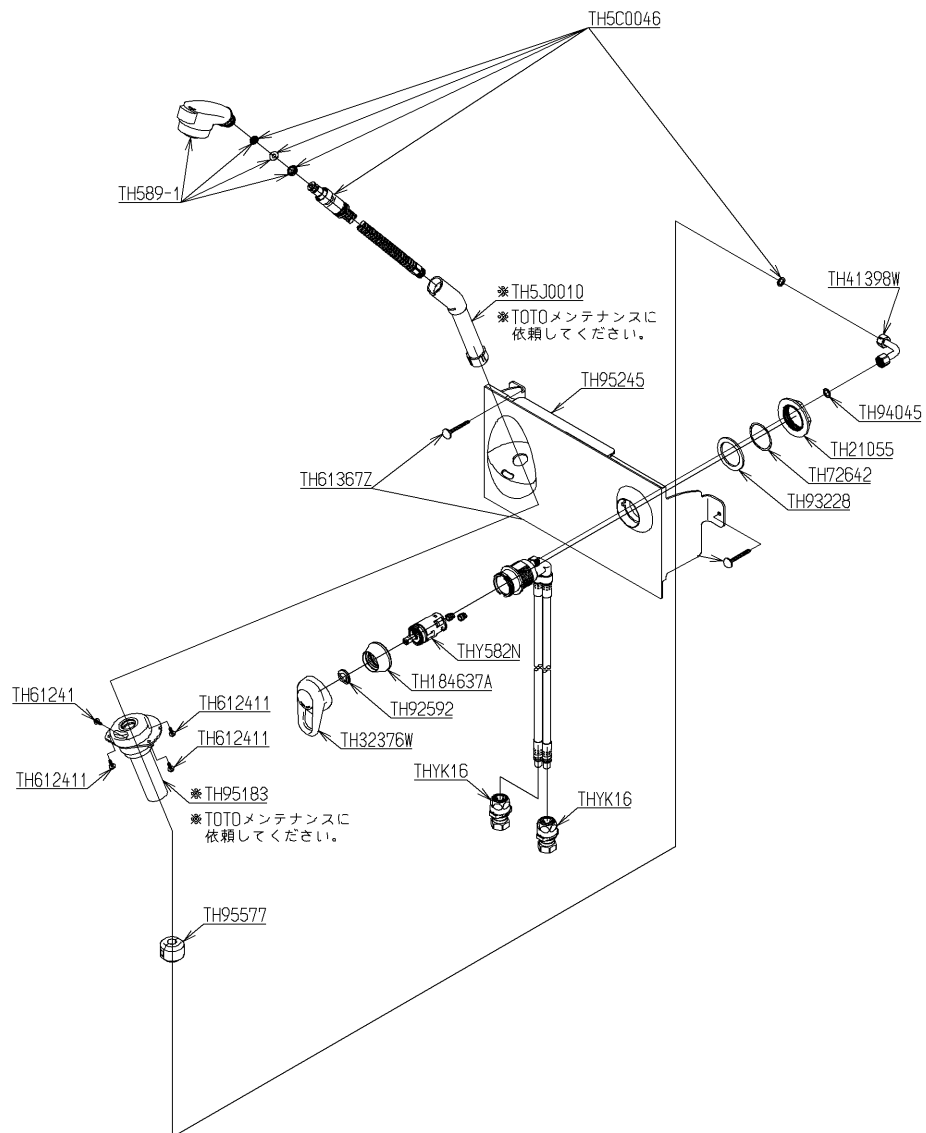 TH5C0046
TH589-1
TH41398W
※TH5J0010
※TOTOメンテナンスに
依頼してください。
TH95245
TH94045
TH21055
TH72642
TH61367Z
TH93228
THY582N
TH184637A
TH61241
TH92592
TH612411
TH32376W
TH612411
THYK16
TH612411
※TH95183
THYK16
※TOTOメンテナンスに
依頼してください。
TH95577